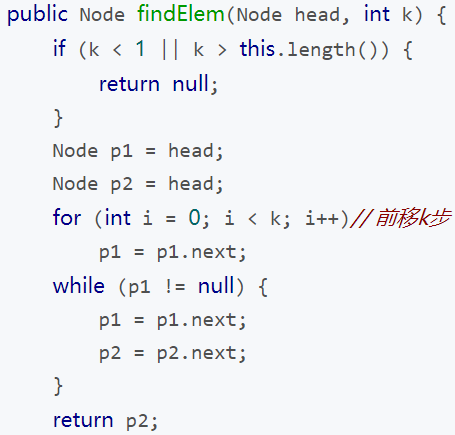 public Node findElem(Node head, int k) {
if (k < 1 || k > this.length()) {
return null;
}
Node p1 = head;
Node p2 = head;
for (int i = 0; i < k; i++)//前移k步
p1 = p1.next;
while (p1 != null) {
p1 = p1.next;
p2 = p2.next;
}
return p2;